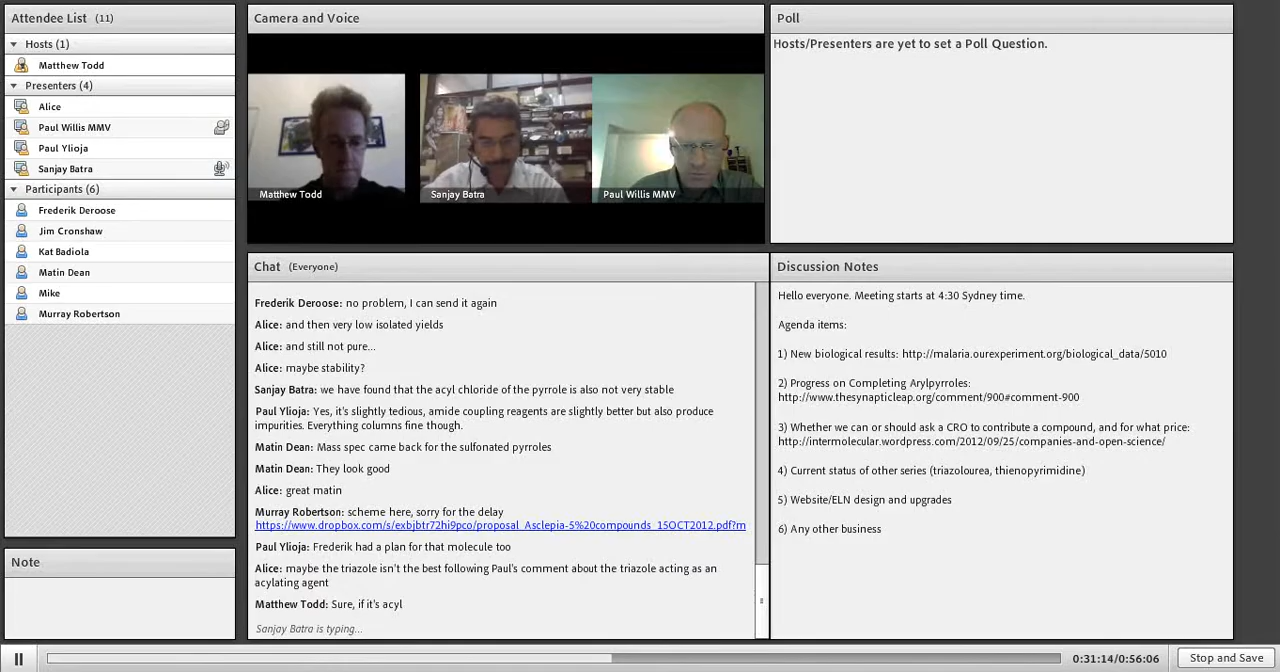 Attendee List (11)
Hosts (1)
Matthew Todd
Presenters (4)
Alice
Paul Willis MMV
Paul Ylioja
Sanjay Batra
Participants (6)
Frederik Deroose
Jim Cronshaw
Kat Badiola
Matin Dean
Mike
Murray Robertson
Note
Camera and Voice
Matthew Todd
Sanjay Batra
Paul Willis MMV
Chat (Everyone)
Frederik Deroose: no problem, I can send it again
Alice: and then very low isolated yields
Alice: and still not pure...
Alice: maybe stability?
Sanjay Batra: we have found that the acyl chloride of the pyrrole is also not very stable
Paul Ylioja: Yes, it's slightly tedious, amide coupling reagents are slightly better but also produce
impurities. Everything columns fine though.
Matin Dean: Mass spec came back for the sulfonated pyrroles
Matin Dean: They look good
Alice: great matin
Murray Robertson: scheme here, sorry for the delay
https://www.dropbox.com/s/exbjbtr72hi9pco/proposal_Asclepia-5%20compounds_15OCT2012.pdf?m
Paul Ylioja: Frederik had a plan for that molecule too
Alice: maybe the triazole isn't the best following Paul's comment about the triazole acting as an
acylating agent
Matthew Todd: Sure, if it's acyl
Sanjay Batra is typing...
Poll
Hosts/Presenters are yet to set a Poll Question.
Discussion Notes
Hello everyone. Meeting starts at 4:30 Sydney time.
Agenda items:
1) New biological results: http://malaria.ourexperiment.org/biological_data/5010
2) Progress on Completing Arylpyrroles:
http://www.thesynapticleap.org/comment/900#comment-900
3) Whether we can or should ask a CRO to contribute a compound, and for what price:
http://intermolecular.wordpress.com/2012/09/25/companies-and-open-science/
4) Current status of other series (triazolourea, thienopyrimidine)
5) Website/ELN design and upgrades
6) Any other business
0:31:14/0:56:06
Stop and Save